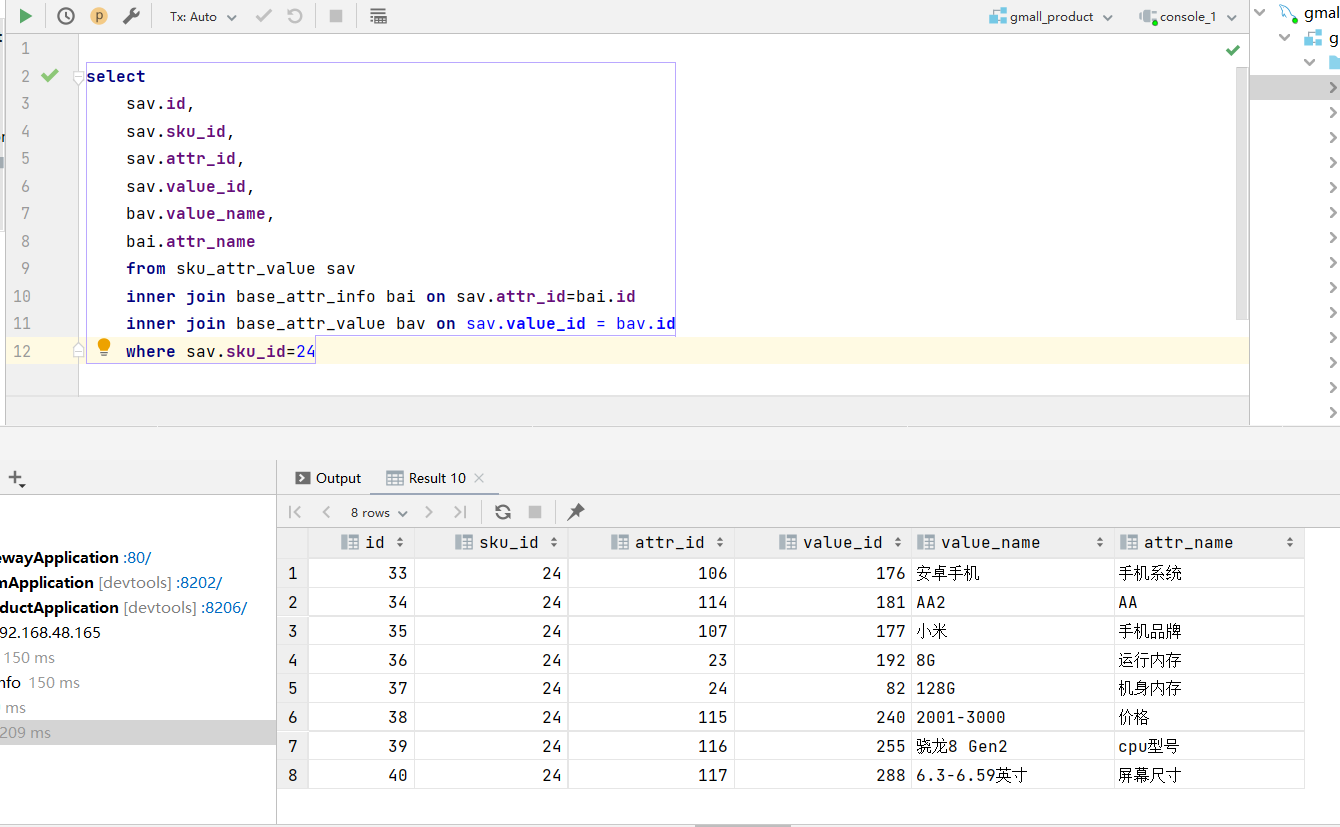 Tx: Auto
gmall_product
console_1
gmal
g
1
2 select
3 sav.id,
4 sav.sku_id,
5 sav.attr_id,
6 sav.value_id,
7 bav.value_name,
8 bai.attr_name
9 from sku_attr_value sav
10 inner join base_attr_info bai on sav.attr_id=bai.id
11 inner join base_attr_value bav on sav.value_id = bav.id
12 where sav.sku_id=24
Output Result 10
8 rows
ewayApplication :80/
mApplication [devtools] :8202/
ductApplication [devtools] :8206/
92.168.48.165
150 ms
nfo 150 ms
ms
209 ms
id sku_id attr_id value_id value_name attr_name
1 33 24 106 176 安卓手机 手机系统
2 34 24 114 181 AA2 AA
3 35 24 107 177 小米 手机品牌
4 36 24 23 192 8G 运行内存
5 37 24 24 82 128G 机身内存
6 38 24 115 240 2001-3000 价格
7 39 24 116 255 骁龙8 Gen2 cpu型号
8 40 24 117 288 6.3-6.59英寸 屏幕尺寸